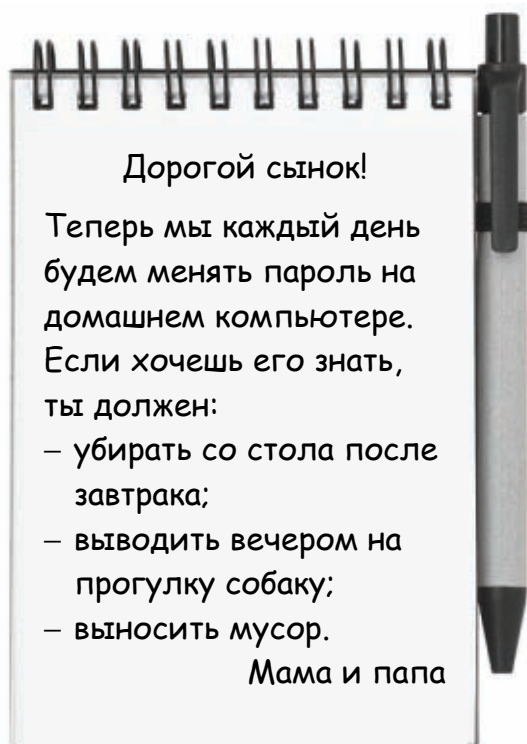 Дорогой сынок!
Теперь мы каждый день
будем менять пароль на
домашнем компьютере.
Если хочешь его знать,
ты должен:
– убирать со стола после
завтрака;
– выводить вечером на
прогулку собаку;
– выносить мусор.
Мама и папа